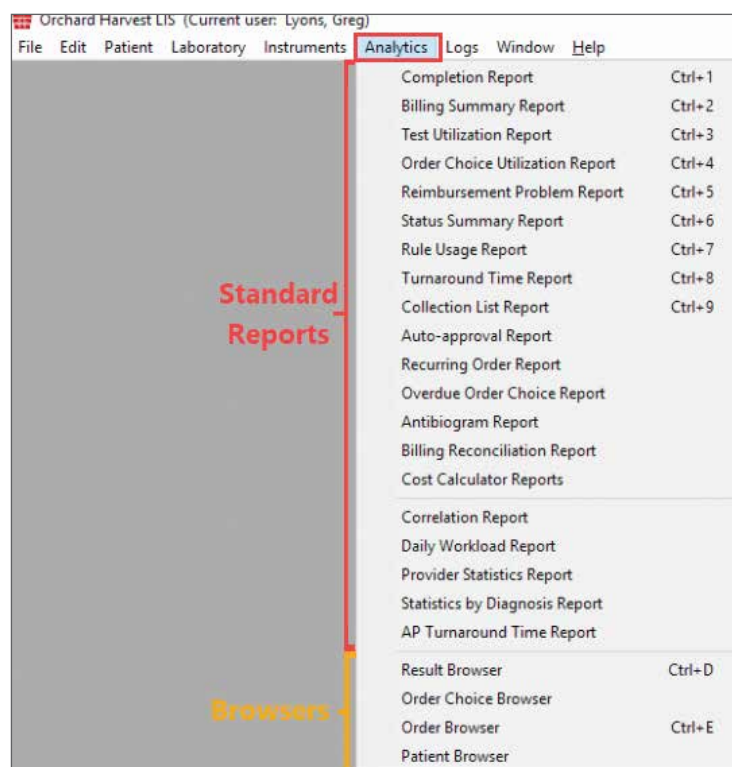 Orchard Harvest LIS (Current user: Lyons, Greg)
File Edit Patient Laboratory Instruments Analytics Logs Window Help
Completion Report Ctrl+1
Billing Summary Report Ctrl+2
Test Utilization Report Ctrl+3
Order Choice Utilization Report Ctrl+4
Reimbursement Problem Report Ctrl+5
Status Summary Report Ctrl+6
Rule Usage Report Ctrl+7
Turnaround Time Report Ctrl+8
Collection List Report Ctrl+9
Auto-approval Report
Recurring Order Report
Overdue Order Choice Report
Antibiogram Report
Billing Reconciliation Report
Cost Calculator Reports
Correlation Report
Daily Workload Report
Provider Statistics Report
Statistics by Diagnosis Report
AP Turnaround Time Report
Standard
Reports
Result Browser Ctrl+D
Order Choice Browser
Order Browser Ctrl+E
Patient Browser
Browsers